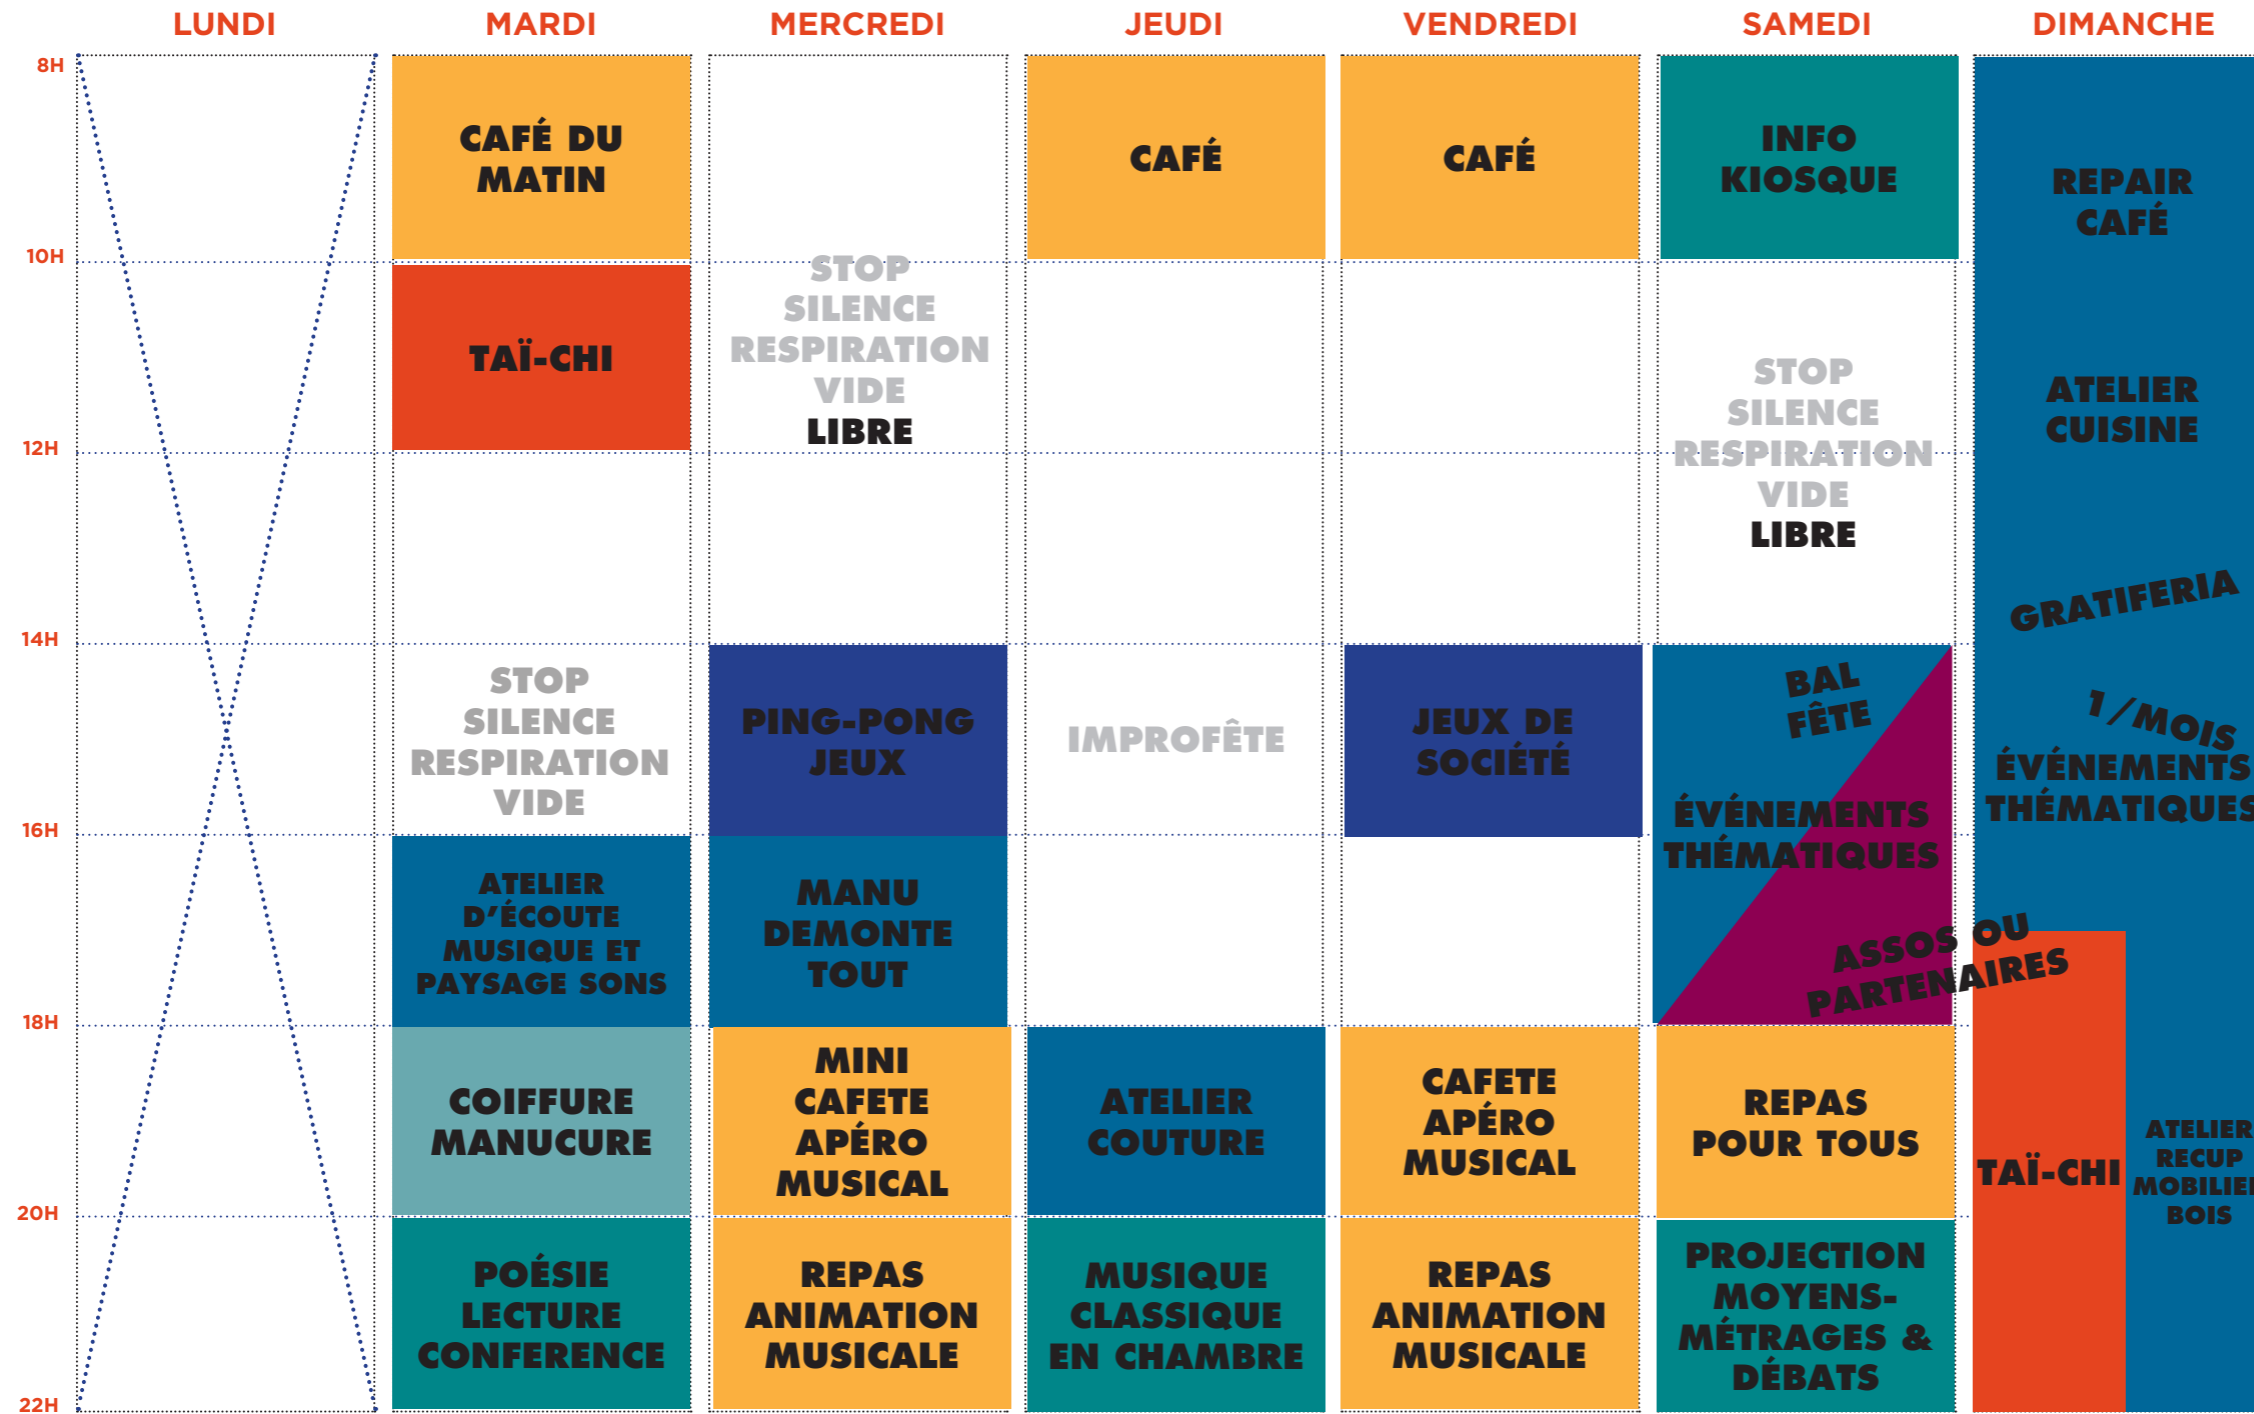 LUNDI
MARDI
MERCREDI
JEUDI
VENDREDI
SAMEDI
DIMANCHE
8H
10H
12H
14H
16H
18H
20H
22H
CAFÉ DU
MATIN
TAÏ-CHI
STOP
SILENCE
RESPIRATION
VIDE
ATELIER
D'ÉCOUTE
MUSIQUE ET
PAYSAGE SONS
COIFFURE
MANUCURE
POÉSIE
LECTURE
CONFERENCE
STOP
SILENCE
RESPIRATION
VIDE
LIBRE
PING-PONG
JEUX
MANU
DEMONTE
TOUT
MINI
CAFETE
APÉRO
MUSICAL
REPAS
ANIMATION
MUSICALE
CAFÉ
IMPROFÊTE
ATELIER
COUTURE
MUSIQUE
CLASSIQUE
EN CHAMBRE
CAFÉ
JEUX DE
SOCIÉTÉ
CAFETE
APÉRO
MUSICAL
REPAS
ANIMATION
MUSICALE
INFO
KIOSQUE
STOP
SILENCE
RESPIRATION
VIDE
LIBRE
BAL
FÊTE
ÉVÉNEMENTS
THÉMATIQUES
ASSOS OU
PARTENAIRES
REPAS
POUR TOUS
PROJECTION
MOYENS-
MÉTRAGES &
DÉBATS
REPAIR
CAFÉ
ATELIER
CUISINE
GRATIFERIA
1/MOIS
ÉVÉNEMENTS
THÉMATIQUES
TAÏ-CHI
ATELIER
RECUP
MOBILIER
BOIS